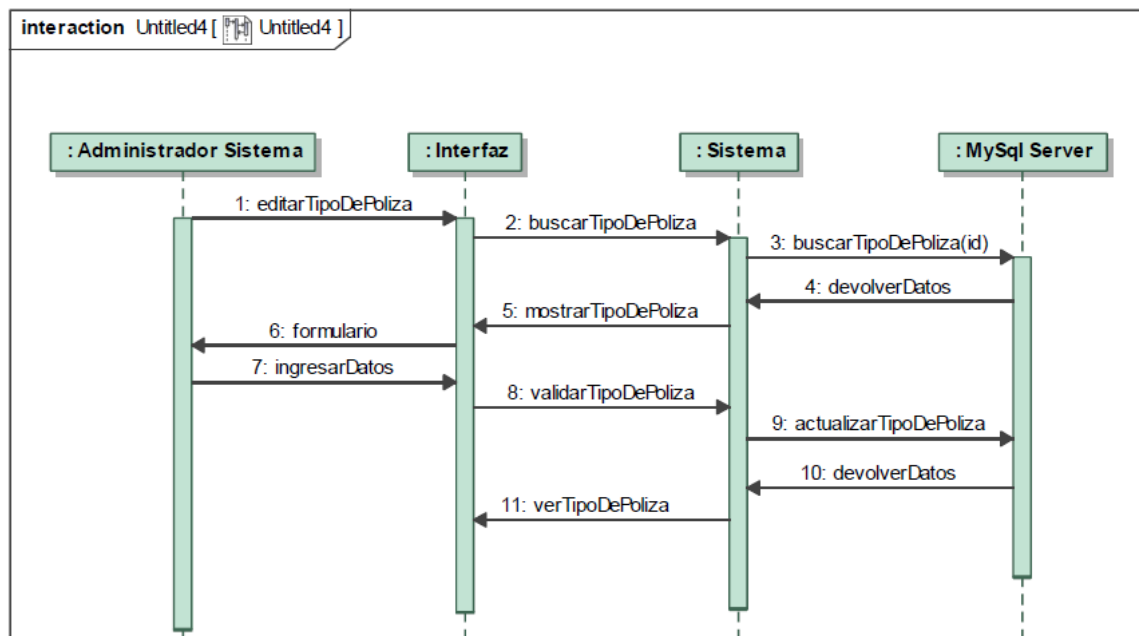 interaction Untitled4 [ Untitled4 ]
: Administrador Sistema
: Interfaz
: Sistema
: MySql Server
1: editarTipoDePoliza
2: buscarTipoDePoliza
3: buscarTipoDePoliza(id)
4: devolverDatos
5: mostrarTipoDePoliza
6: formulario
7: ingresarDatos
8: validarTipoDePoliza
9: actualizarTipoDePoliza
10: devolverDatos
11: verTipoDePoliza